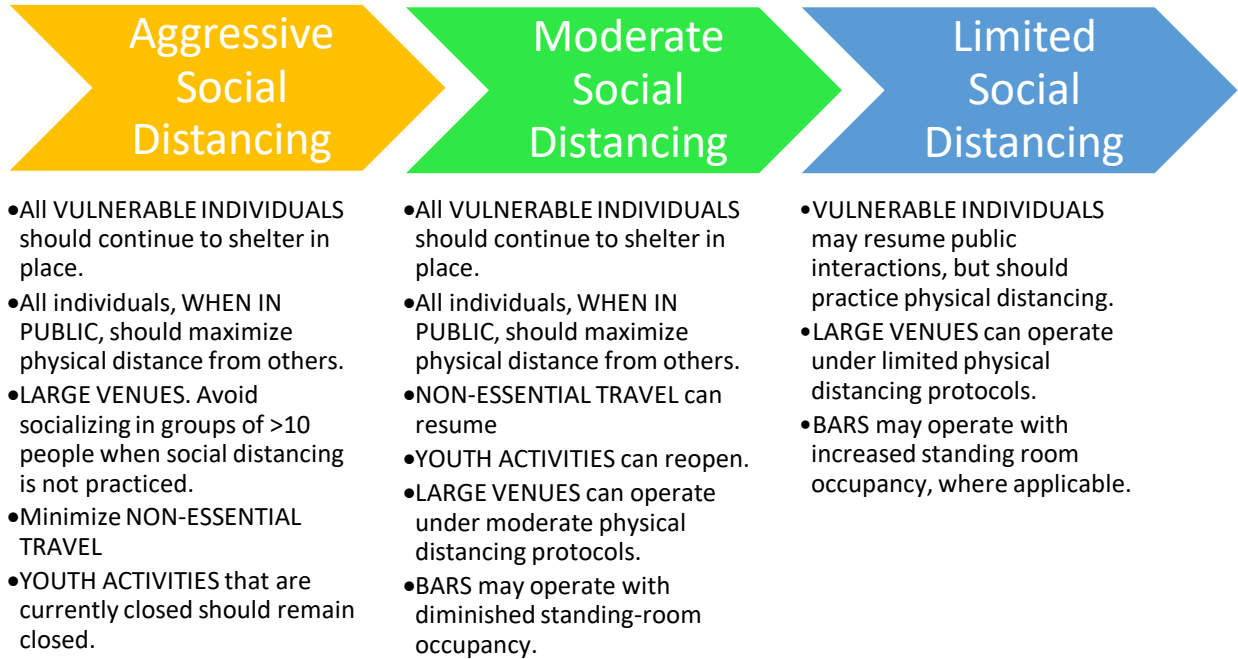 Aggressive
Social
Distancing
•All VULNERABLE INDIVIDUALS
should continue to shelter in
place.
•All individuals, WHEN IN
PUBLIC, should maximize
physical distance from others.
•LARGE VENUES. Avoid
socializing in groups of >10
people when social distancing
is not practiced.
•Minimize NON-ESSENTIAL
TRAVEL
•YOUTH ACTIVITIES that are
currently closed should remain
closed.
Moderate
Social
Distancing
•All VULNERABLE INDIVIDUALS
should continue to shelter in
place.
•All individuals, WHEN IN
PUBLIC, should maximize
physical distance from others.
•NON-ESSENTIAL TRAVEL can
resume
•YOUTH ACTIVITIES can reopen.
•LARGE VENUES can operate
under moderate physical
distancing protocols.
•BARS may operate with
diminished standing-room
occupancy.
Limited
Social
Distancing
•VULNERABLE INDIVIDUALS
may resume public
interactions, but should
practice physical distancing.
•LARGE VENUES can operate
under limited physical
distancing protocols.
•BARS may operate with
increased standing room
occupancy, where applicable.